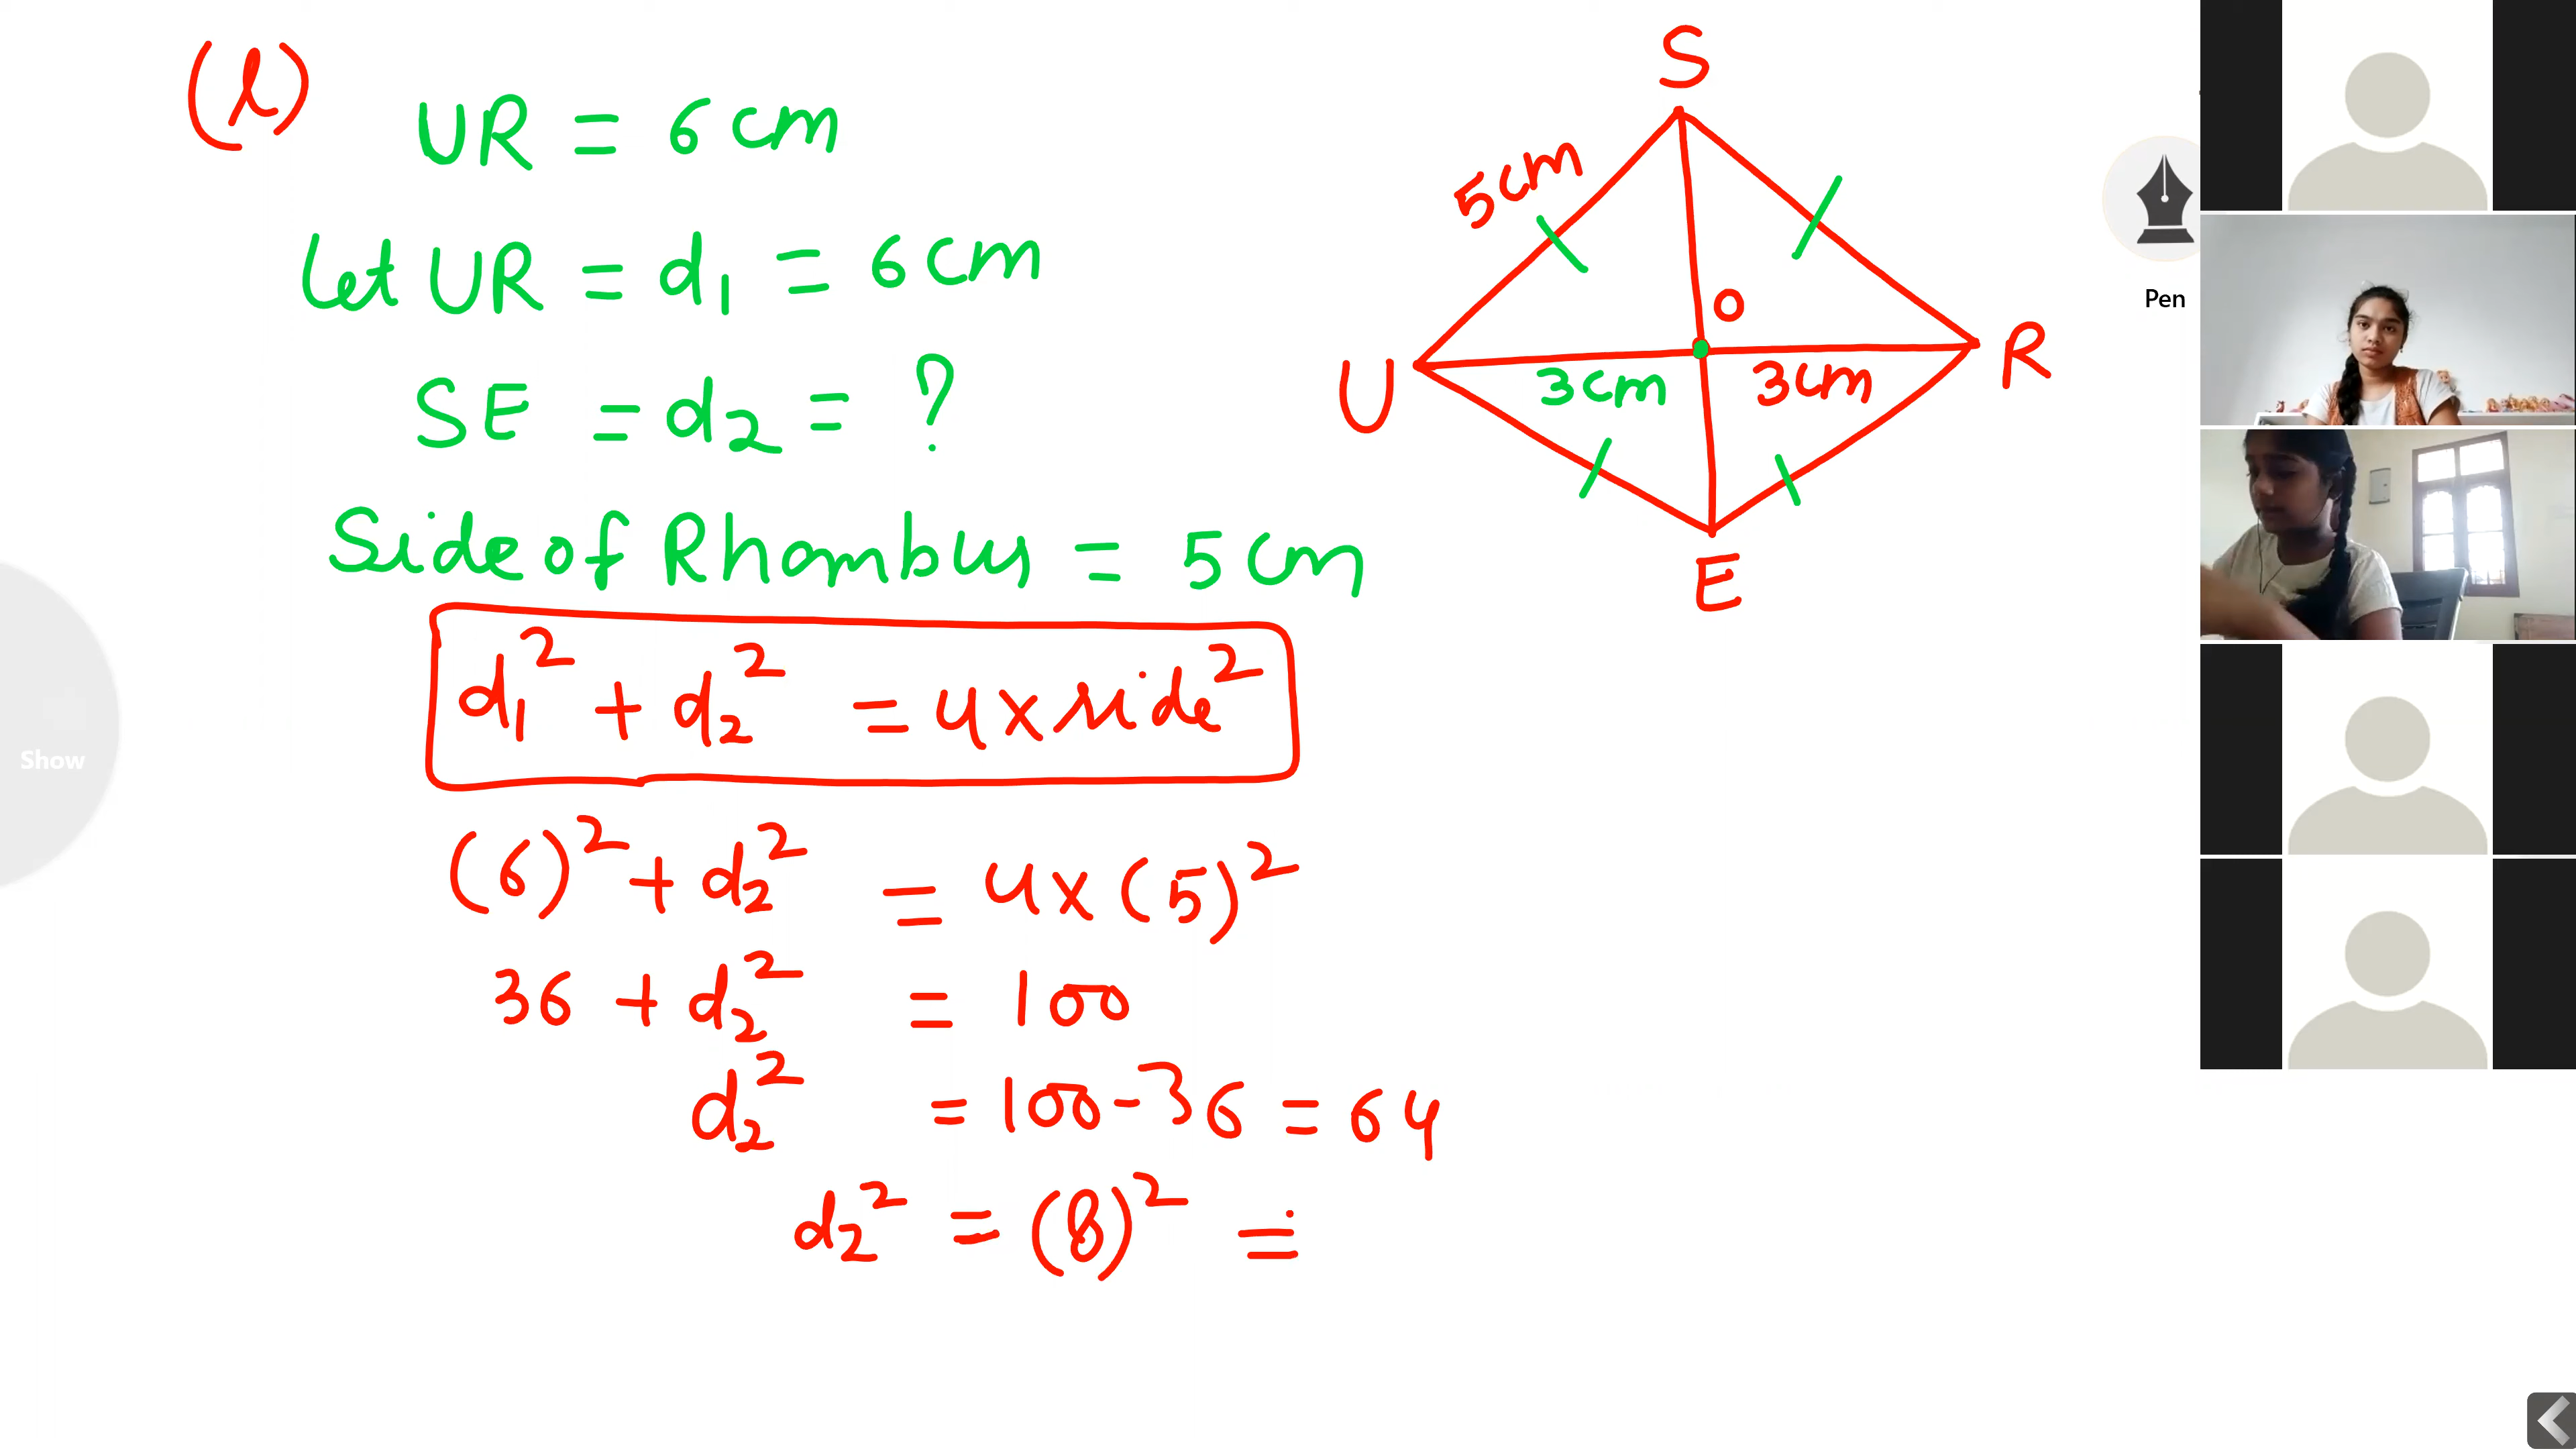 (l)
UR = 6 cm
Let UR = d₁ = 6 cm
SE = d₂ = ?
Side of Rhombus = 5 cm
d₁² + d₂² = 4 x side²
(6)² + d₂² = 4 x (5)²
36 + d₂² = 100
d₂² = 100 - 36 = 64
d₂² = (8)² =
S
5cm
O
U
R
3cm
3cm
E
Pen
Show